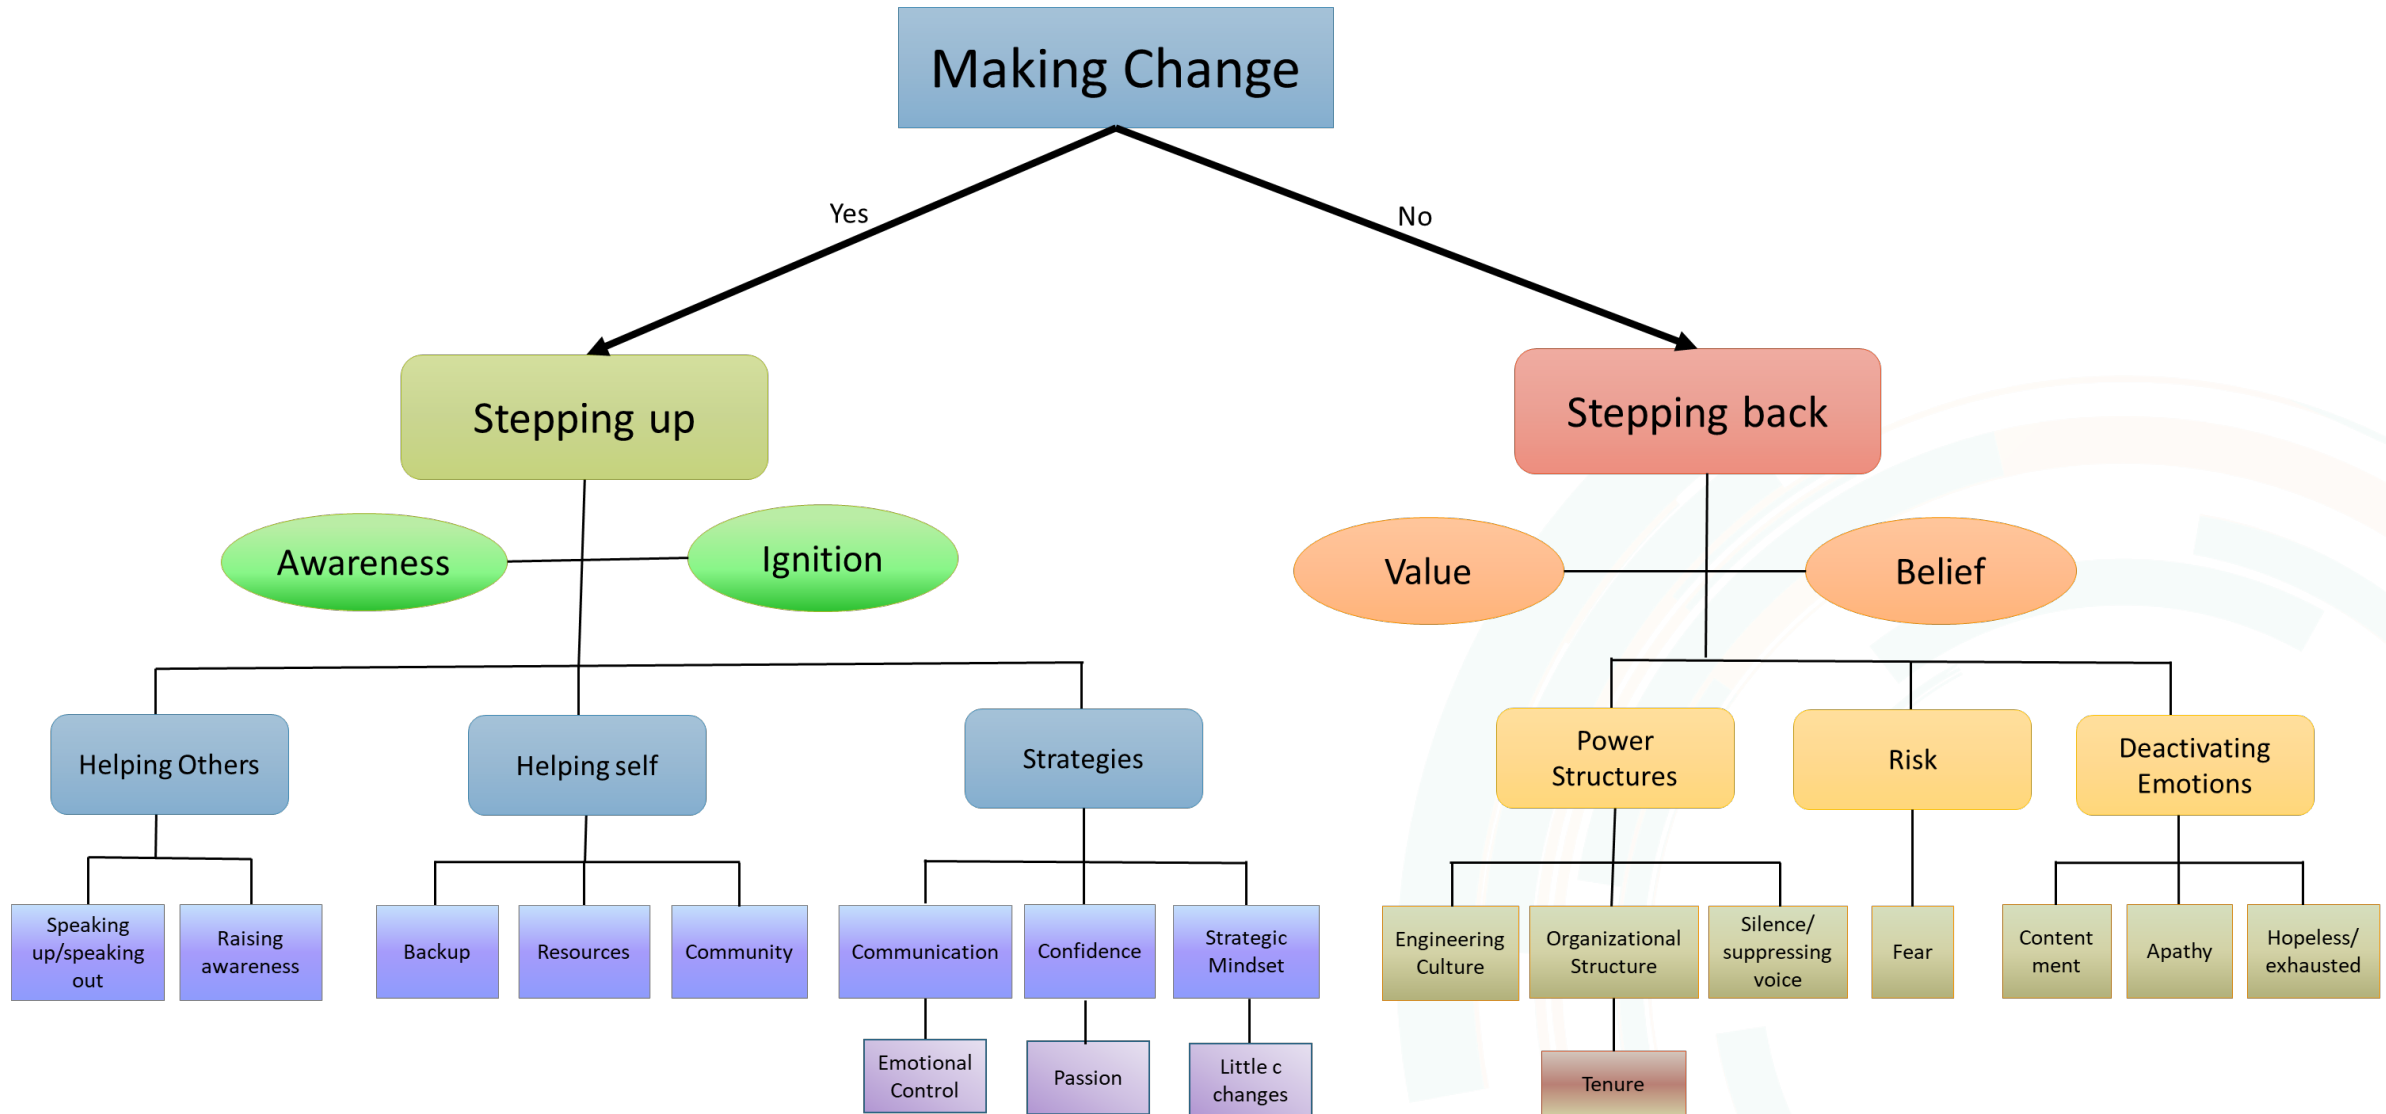 Making Change
Yes
No
Stepping up
Stepping back
Awareness
Ignition
Value
Belief
Helping Others
Helping self
Strategies
Power
Structures
Risk
Deactivating
Emotions
Speaking
up/speaking
out
Raising
awareness
Backup
Resources
Community
Communication
Confidence
Strategic
Mindset
Engineering
Culture
Organizational
Structure
Silence/
suppressing
voice
Fear
Content
ment
Apathy
Hopeless/
exhausted
Emotional
Control
Passion
Little c
changes
Tenure